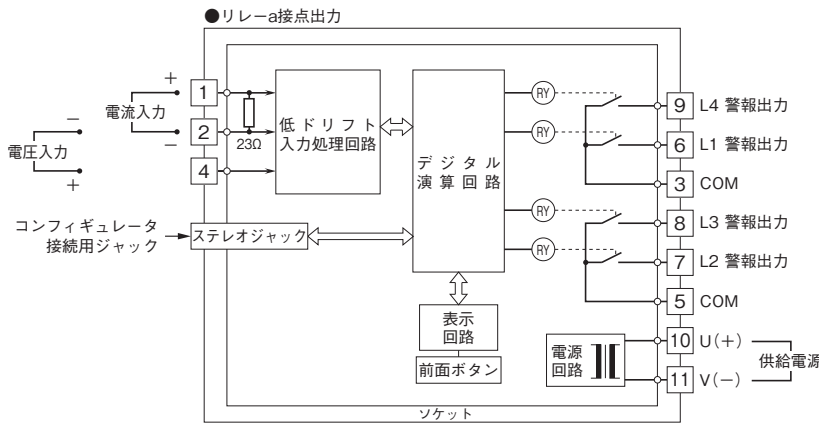 ●リレーa接点出力
+
電流入力
−
−
電圧入力
+
1
2
4
23Ω
低ドリフト
入力処理回路
デジタル
演算回路
RY
RY
RY
RY
9 L4 警報出力
6 L1 警報出力
3 COM
8 L3 警報出力
7 L2 警報出力
5 COM
10 U(+)
11 V(−)
供給電源
コンフィギュレータ
接続用ジャック
ステレオジャック
表示
回路
前面ボタン
電源
回路
ソケット